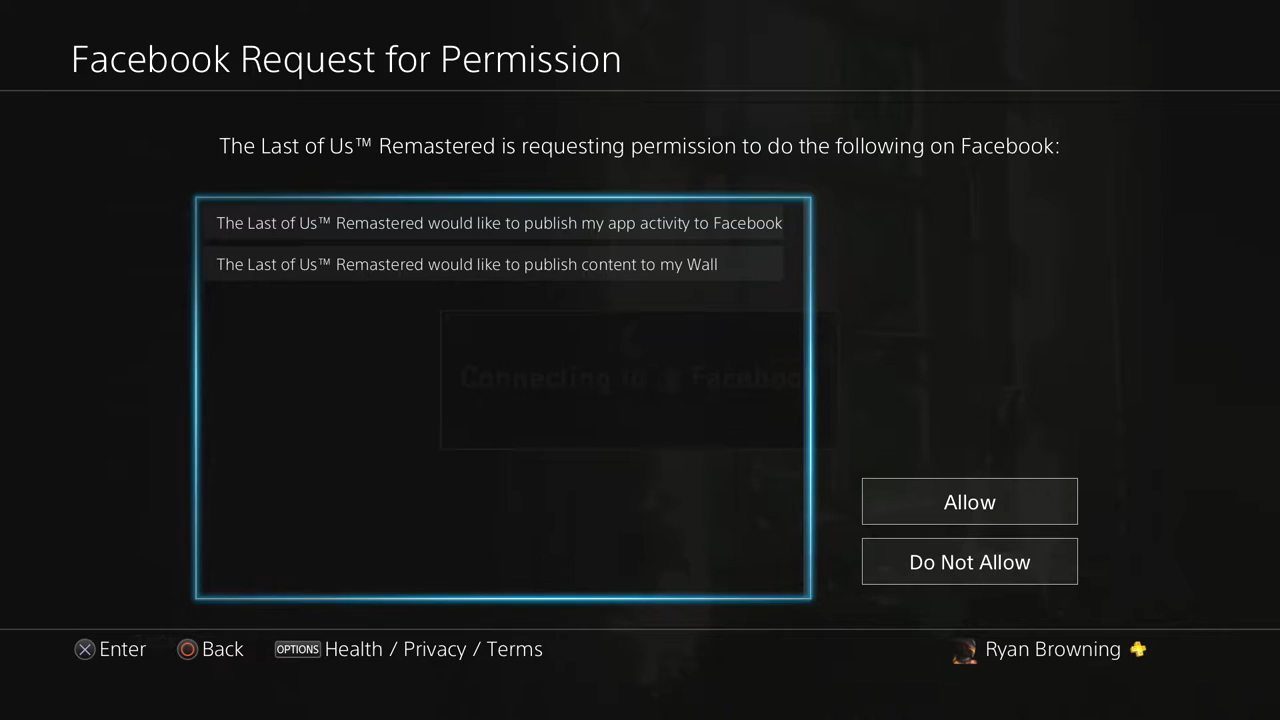 Facebook Request for Permission
The Last of Us™ Remastered is requesting permission to do the following on Facebook:
The Last of Us™ Remastered would like to publish my app activity to Facebook
The Last of Us™ Remastered would like to publish content to my Wall
Connecting to Facebook
Allow
Do Not Allow
Enter
Back
OPTIONS Health / Privacy / Terms
Ryan Browning